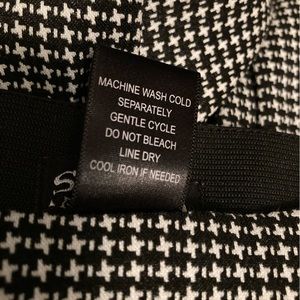 MACHINE WASH COLD
SEPARATELY
GENTLE CYCLE
DO NOT BLEACH
LINE DRY
COOL IRON IF NEEDED
S